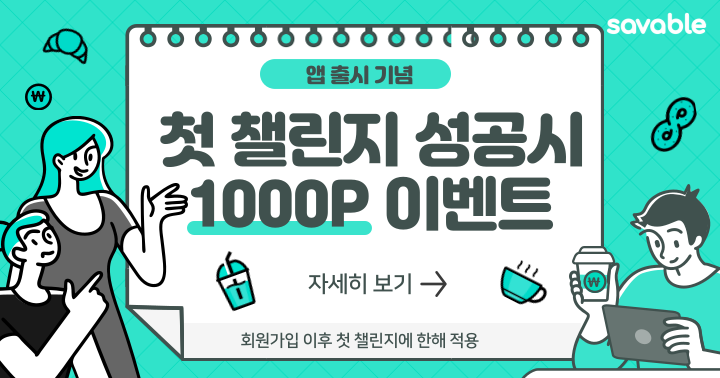 savable
앱 출시 기념
첫 챌린지 성공시
1000P 이벤트
자세히 보기 →
회원가입 이후 첫 챌린지에 한해 적용
₩
₩